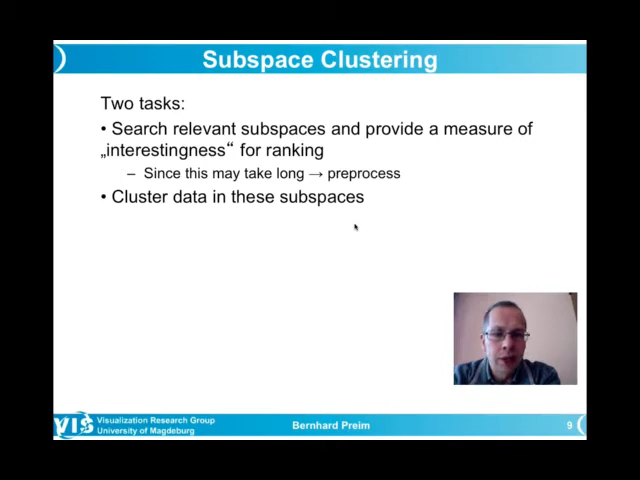 Subspace Clustering
Two tasks:
• Search relevant subspaces and provide a measure of
„interestingness“ for ranking
– Since this may take long → preprocess
• Cluster data in these subspaces
VIS
Visualization Research Group
University of Magdeburg
Bernhard Preim
9